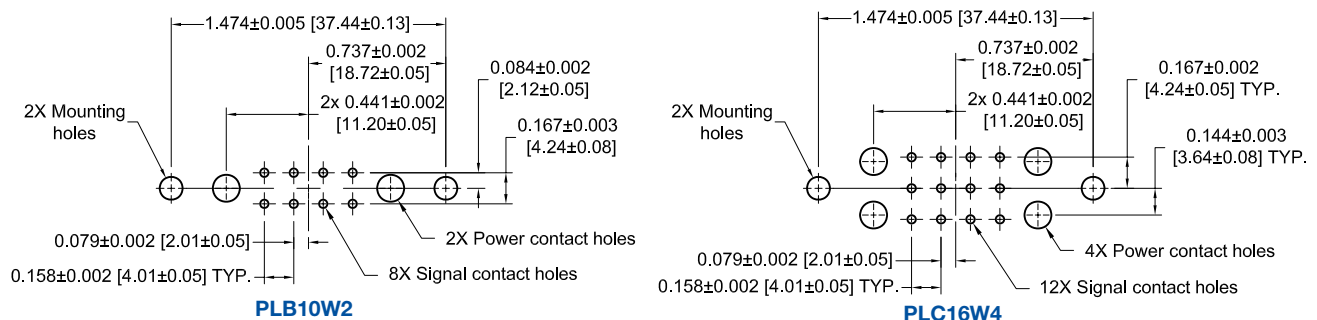 1.474±0.005 [37.44±0.13]
0.737±0.002
[18.72±0.05]
0.084±0.002
[2.12±0.05]
2X Mounting
holes
2x 0.441±0.002
[11.20±0.05]
0.167±0.003
[4.24±0.08]
2X Power contact holes
0.079±0.002 [2.01±0.05]
8X Signal contact holes
0.158±0.002 [4.01±0.05] TYP.
PLB10W2
1.474±0.005 [37.44±0.13]
0.737±0.002
[18.72±0.05]
0.167±0.002
[4.24±0.05] TYP.
2X Mounting
holes
2x 0.441±0.002
[11.20±0.05]
0.144±0.003
[3.64±0.08] TYP.
4X Power contact holes
0.079±0.002 [2.01±0.05]
0.158±0.002 [4.01±0.05] TYP.
12X Signal contact holes
PLC16W4